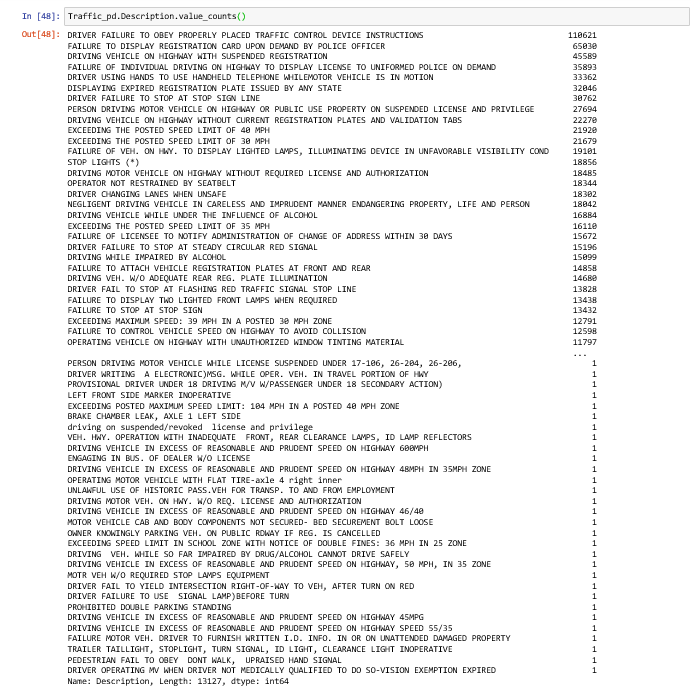 In [48]: Traffic_pd.Description.value_counts()
Out[48]: DRIVER FAILURE TO OBEY PROPERLY PLACED TRAFFIC CONTROL DEVICE INSTRUCTIONS 110621
FAILURE TO DISPLAY REGISTRATION CARD UPON DEMAND BY POLICE OFFICER 65030
DRIVING VEHICLE ON HIGHWAY WITH SUSPENDED REGISTRATION 45589
FAILURE OF INDIVIDUAL DRIVING ON HIGHWAY TO DISPLAY LICENSE TO UNIFORMED POLICE ON DEMAND 35893
DRIVER USING HANDS TO USE HANDHELD TELEPHONE WHILEMOTOR VEHICLE IS IN MOTION 33362
DISPLAYING EXPIRED REGISTRATION PLATE ISSUED BY ANY STATE 32046
DRIVER FAILURE TO STOP AT STOP SIGN LINE 30762
PERSON DRIVING MOTOR VEHICLE ON HIGHWAY OR PUBLIC USE PROPERTY ON SUSPENDED LICENSE AND PRIVILEGE 27694
DRIVING VEHICLE ON HIGHWAY WITHOUT CURRENT REGISTRATION PLATES AND VALIDATION TABS 22270
EXCEEDING THE POSTED SPEED LIMIT OF 40 MPH 21920
EXCEEDING THE POSTED SPEED LIMIT OF 30 MPH 21679
FAILURE OF VEH. ON HWY. TO DISPLAY LIGHTED LAMPS, ILLUMINATING DEVICE IN UNFAVORABLE VISIBILITY COND 19101
STOP LIGHTS (*) 18856
DRIVING MOTOR VEHICLE ON HIGHWAY WITHOUT REQUIRED LICENSE AND AUTHORIZATION 18485
OPERATOR NOT RESTRAINED BY SEATBELT 18344
DRIVER CHANGING LANES WHEN UNSAFE 18302
NEGLIGENT DRIVING VEHICLE IN CARELESS AND IMPRUDENT MANNER ENDANGERING PROPERTY, LIFE AND PERSON 18042
DRIVING VEHICLE WHILE UNDER THE INFLUENCE OF ALCOHOL 16884
EXCEEDING THE POSTED SPEED LIMIT OF 35 MPH 16110
FAILURE OF LICENSEE TO NOTIFY ADMINISTRATION OF CHANGE OF ADDRESS WITHIN 30 DAYS 15672
DRIVER FAILURE TO STOP AT STEADY CIRCULAR RED SIGNAL 15196
DRIVING WHILE IMPAIRED BY ALCOHOL 15099
FAILURE TO ATTACH VEHICLE REGISTRATION PLATES AT FRONT AND REAR 14858
DRIVING VEH. W/O ADEQUATE REAR REG. PLATE ILLUMINATION 14680
DRIVER FAIL TO STOP AT FLASHING RED TRAFFIC SIGNAL STOP LINE 13828
FAILURE TO DISPLAY TWO LIGHTED FRONT LAMPS WHEN REQUIRED 13438
FAILURE TO STOP AT STOP SIGN 13432
EXCEEDING MAXIMUM SPEED: 39 MPH IN A POSTED 30 MPH ZONE 12791
FAILURE TO CONTROL VEHICLE SPEED ON HIGHWAY TO AVOID COLLISION 12598
OPERATING VEHICLE ON HIGHWAY WITH UNAUTHORIZED WINDOW TINTING MATERIAL 11797
...
PERSON DRIVING MOTOR VEHICLE WHILE LICENSE SUSPENDED UNDER 17-106, 26-204, 26-206, 1
DRIVER WRITING  A ELECTRONIC)MSG. WHILE OPER. VEH. IN TRAVEL PORTION OF HWY 1
PROVISIONAL DRIVER UNDER 18 DRIVING M/V W/PASSENGER UNDER 18 SECONDARY ACTION) 1
LEFT FRONT SIDE MARKER INOPERATIVE 1
EXCEEDING POSTED MAXIMUM SPEED LIMIT: 104 MPH IN A POSTED 40 MPH ZONE 1
BRAKE CHAMBER LEAK, AXLE 1 LEFT SIDE 1
driving on suspended/revoked  license and privilege 1
VEH. HWY. OPERATION WITH INADEQUATE  FRONT, REAR CLEARANCE LAMPS, ID LAMP REFLECTORS 1
DRIVING VEHICLE IN EXCESS OF REASONABLE AND PRUDENT SPEED ON HIGHWAY 600MPH 1
ENGAGING IN BUS. OF DEALER W/O LICENSE 1
DRIVING VEHICLE IN EXCESS OF REASONABLE AND PRUDENT SPEED ON HIGHWAY 48MPH IN 35MPH ZONE 1
OPERATING MOTOR VEHICLE WITH FLAT TIRE-axle 4 right inner 1
UNLAWFUL USE OF HISTORIC PASS.VEH FOR TRANSP. TO AND FROM EMPLOYMENT 1
DRIVING MOTOR VEH. ON HWY. W/O REQ. LICENSE AND AUTHORIZATION 1
DRIVING VEHICLE IN EXCESS OF REASONABLE AND PRUDENT SPEED ON HIGHWAY 46/40 1
MOTOR VEHICLE CAB AND BODY COMPONENTS NOT SECURED- BED SECUREMENT BOLT LOOSE 1
OWNER KNOWINGLY PARKING VEH. ON PUBLIC RDWAY IF REG. IS CANCELLED 1
EXCEEDING SPEED LIMIT IN SCHOOL ZONE WITH NOTICE OF DOUBLE FINES: 36 MPH IN 25 ZONE 1
DRIVING  VEH. WHILE SO FAR IMPAIRED BY DRUG/ALCOHOL CANNOT DRIVE SAFELY 1
DRIVING VEHICLE IN EXCESS OF REASONABLE AND PRUDENT SPEED ON HIGHWAY, 50 MPH, IN 35 ZONE 1
MOTR VEH W/O REQUIRED STOP LAMPS EQUIPMENT 1
DRIVER FAIL TO YIELD INTERSECTION RIGHT-OF-WAY TO VEH, AFTER TURN ON RED 1
DRIVER FAILURE TO USE  SIGNAL LAMP)BEFORE TURN 1
PROHIBITED DOUBLE PARKING STANDING 1
DRIVING VEHICLE IN EXCESS OF REASONABLE AND PRUDENT SPEED ON HIGHWAY 45MPG 1
DRIVING VEHICLE IN EXCESS OF REASONABLE AND PRUDENT ON HIGHWAY SPEED 55/35 1
FAILURE MOTOR VEH. DRIVER TO FURNISH WRITTEN I.D. INFO. IN OR ON UNATTENDED DAMAGED PROPERTY 1
TRAILER TAILLIGHT, STOPLIGHT, TURN SIGNAL, ID LIGHT, CLEARANCE LIGHT INOPERATIVE 1
PEDESTRIAN FAIL TO OBEY  DONT WALK,  UPRAISED HAND SIGNAL 1
DRIVER OPERATING MV WHEN DRIVER NOT MEDICALLY QUALIFIED TO DO SO-VISION EXEMPTION EXPIRED 1
Name: Description, Length: 13127, dtype: int64